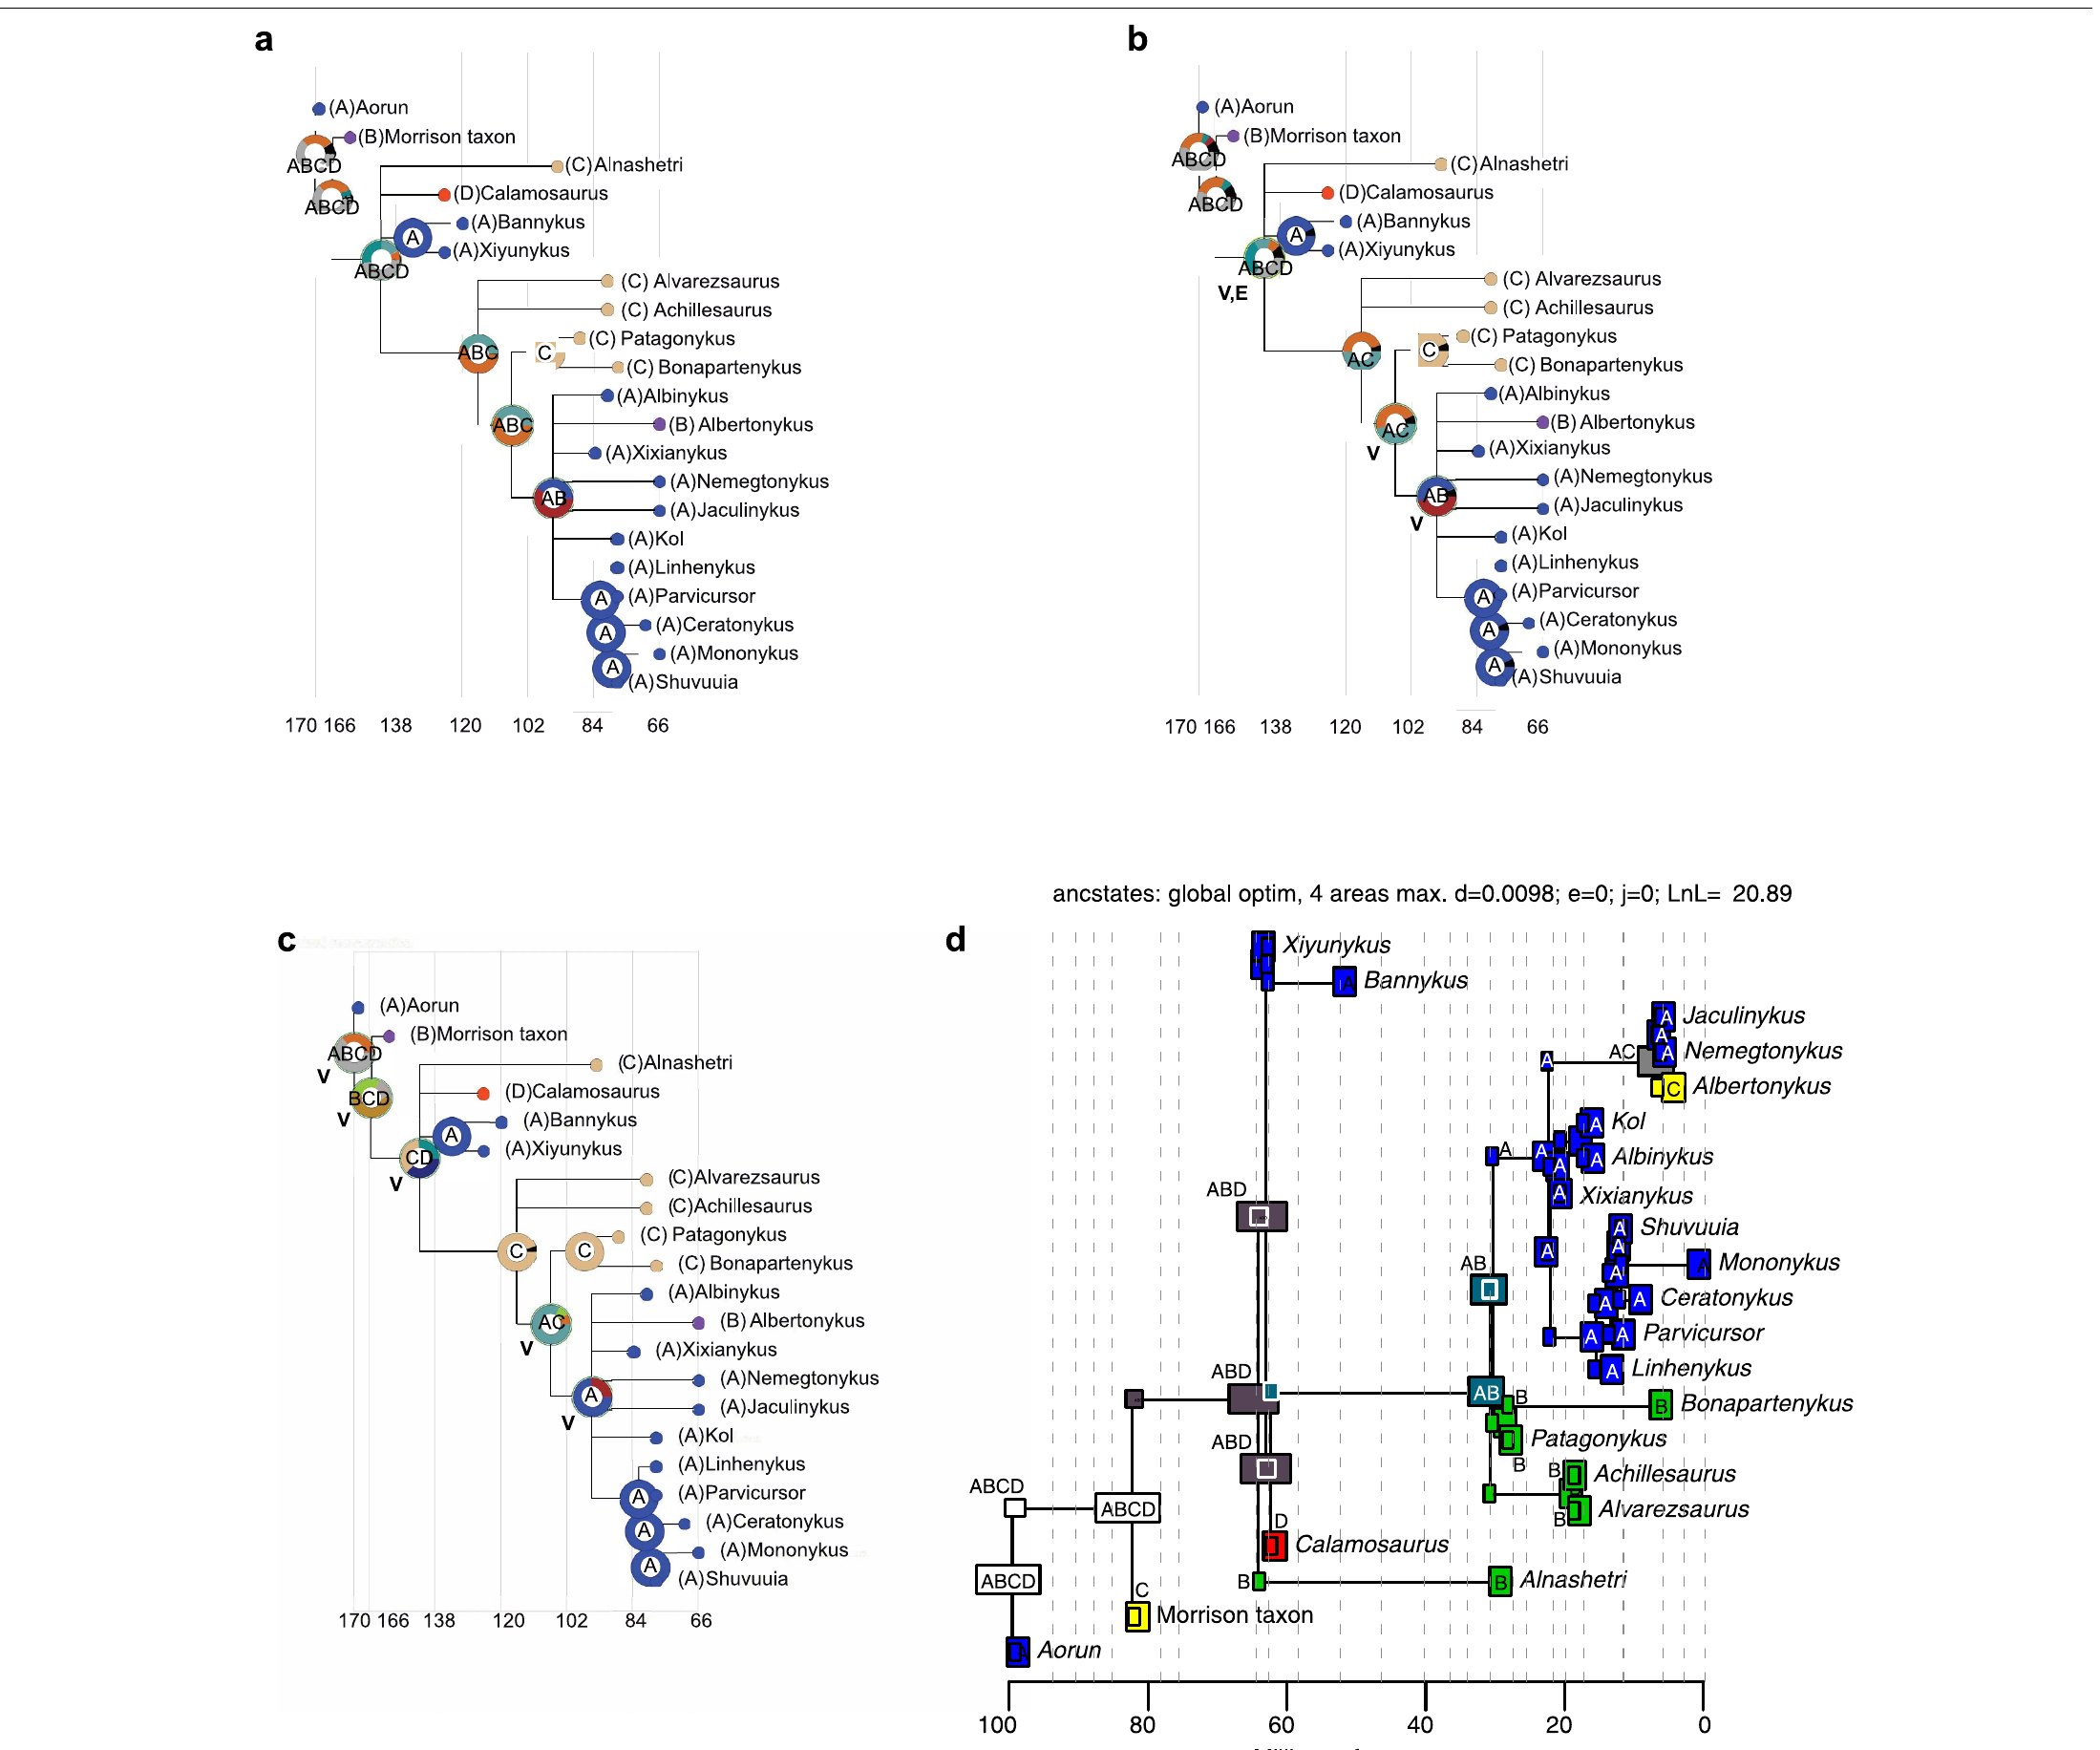 a
(A)Aorun
(B)Morrison taxon
ABCD
(C)Alnashetri
(D)Calamosaurus
ABCD
(A)Bannykus
A
(A)Xiyunykus
ABCD
(C) Alvarezsaurus
(C) Achillesaurus
(C) Patagonykus
ABC
C
(C) Bonapartenykus
(A)Albinykus
ABC
(B) Albertonykus
(A)Xixianykus
(A)Nemegtonykus
AB
(A)Jaculinykus
(A)Kol
(A)Linhenykus
A
(A)Parvicursor
(A)Ceratonykus
A
(A)Mononykus
A
(A)Shuvuuia
170 166 138 120 102 84 66
b
(A)Aorun
(B)Morrison taxon
ABCD
(C)Alnashetri
(D)Calamosaurus
ABCD
(A)Bannykus
A
(A)Xiyunykus
ABCD
V,E
(C) Alvarezsaurus
(C) Achillesaurus
(C) Patagonykus
AC
C
(C) Bonapartenykus
(A)Albinykus
AC
(B) Albertonykus
V
(A)Xixianykus
(A)Nemegtonykus
AB
(A)Jaculinykus
V
(A)Kol
(A)Linhenykus
A
(A)Parvicursor
(A)Ceratonykus
A
(A)Mononykus
A
(A)Shuvuuia
170 166 138 120 102 84 66
c
(A)Aorun
(B)Morrison taxon
ABCD
V
(C)Alnashetri
(D)Calamosaurus
BCD
V
(A)Bannykus
A
(A)Xiyunykus
CD
V
(C)Alvarezsaurus
(C)Achillesaurus
(C) Patagonykus
C
C
(C) Bonapartenykus
(A)Albinykus
AC
(B) Albertonykus
V
(A)Xixianykus
(A)Nemegtonykus
A
(A)Jaculinykus
V
(A)Kol
(A)Linhenykus
A
(A)Parvicursor
(A)Ceratonykus
A
(A)Mononykus
A
(A)Shuvuuia
170 166 138 120 102 84 66
d
ancstates: global optim, 4 areas max. d=0.0098; e=0; j=0; LnL= 20.89
Xiyunykus
A Bannykus
A Jaculinykus
A
A AC A Nemegtonykus
C Albertonykus
A Kol
A A A Albinykus
A
A Xixianykus
ABD
A Shuvuuia
A A
AB A Mononykus
A
A A Ceratonykus
A A Parvicursor
A Linhenykus
ABD AB B
B Bonapartenykus
Patagonykus
ABD B
B Achillesaurus
ABCD
ABCD B Alvarezsaurus
D
Calamosaurus
ABCD B B Alnashetri
C
Morrison taxon
Aorun
100 80 60 40 20 0